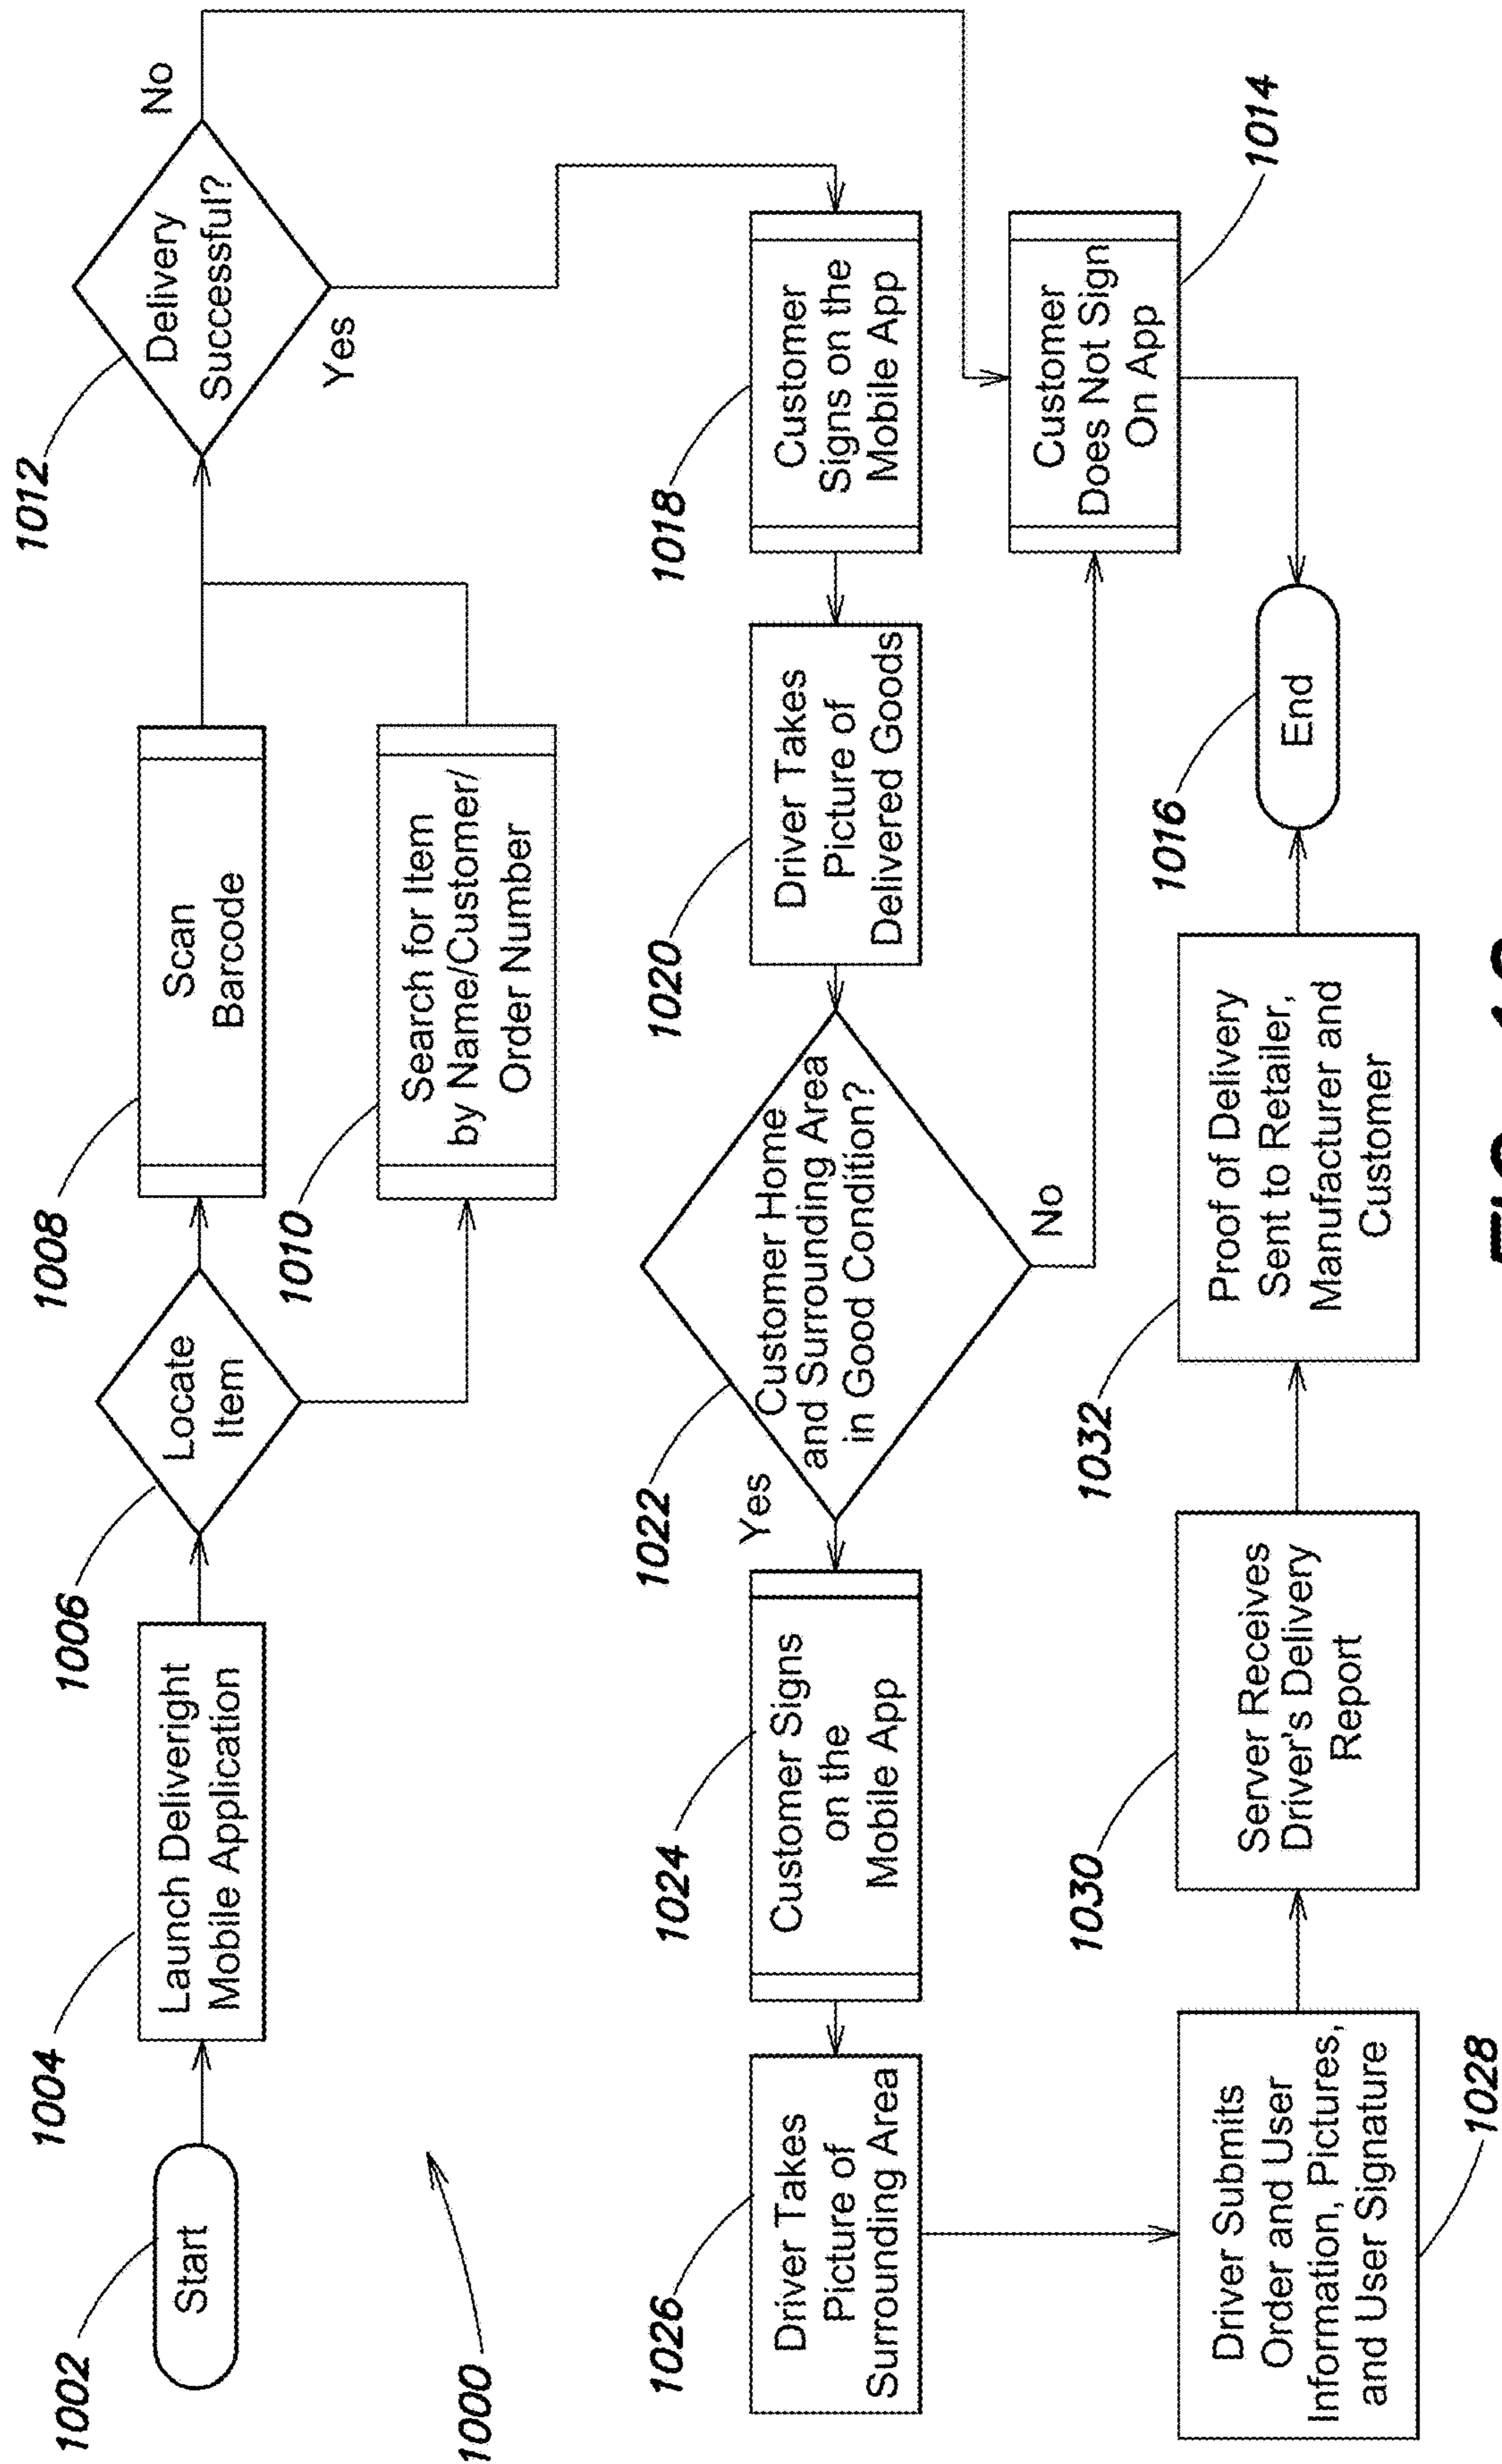 1002
Start
1004
Launch Deliveright
Mobile Application
1006
Locate
Item
1008
Scan
Barcode
1010
Search for Item
by Name/Customer/
Order Number
1012
Delivery
Successful?
No
Yes
1000
1018
Customer
Signs on the
Mobile App
1020
Driver Takes
Picture of
Delivered Goods
1022
Customer Home
and Surrounding Area
in Good Condition?
Yes
No
1024
Customer Signs
on the
Mobile App
1026
Driver Takes
Picture of
Surrounding Area
1014
Customer
Does Not Sign
On App
1028
Driver Submits
Order and User
Information, Pictures,
and User Signature
1030
Server Receives
Driver's Delivery
Report
1032
Proof of Delivery
Sent to Retailer,
Manufacturer and
Customer
1016
End